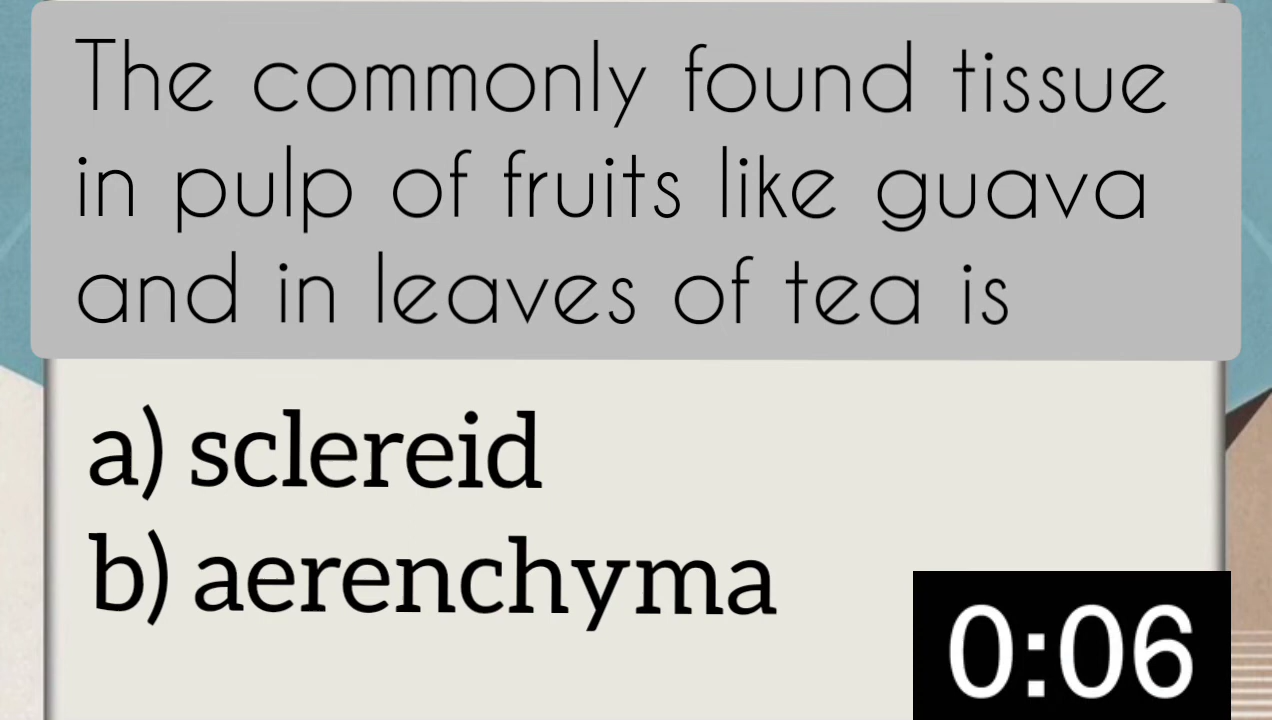 The commonly found tissue
in pulp of fruits like guava
and in leaves of tea is
a) sclereid
b) aerenchyma
0:06